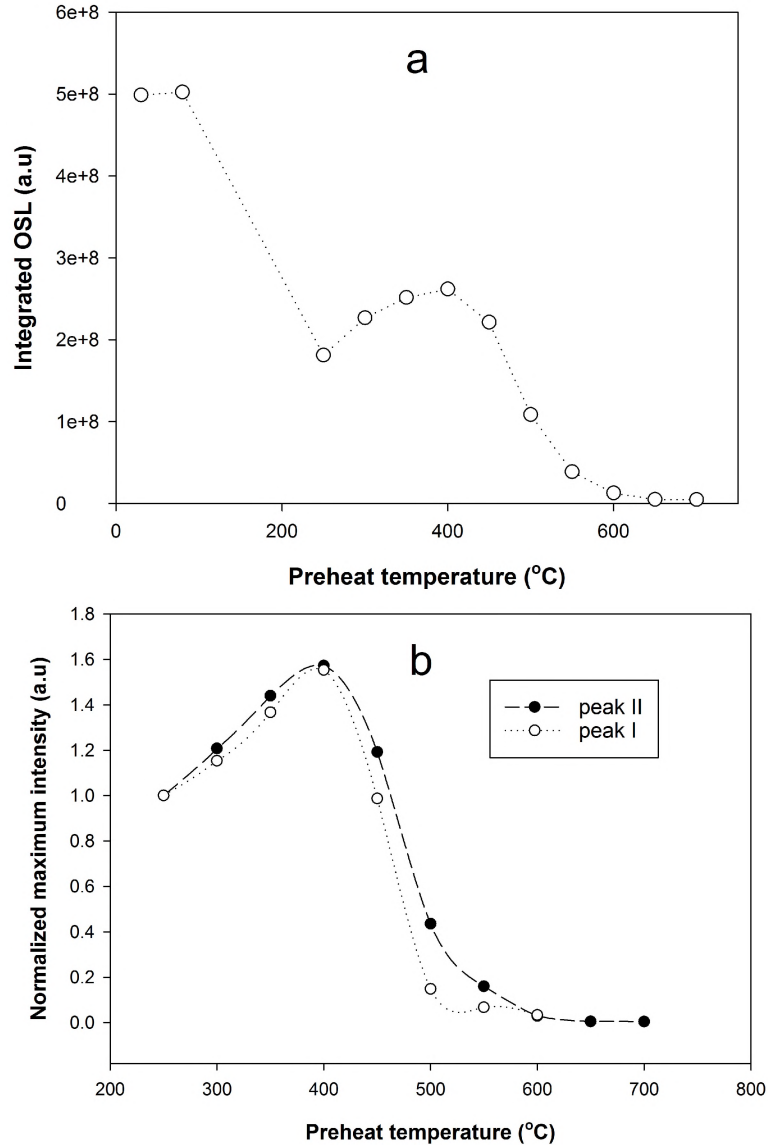 6e+8
a
5e+8
4e+8
3e+8
2e+8
1e+8
0
Integrated OSL (a.u)
0 200 400 600
Preheat temperature (oC)
1.8
b
1.6
1.4
1.2
1.0
0.8
0.6
0.4
0.2
0.0
peak II
peak I
Normalized maximum intensity (a.u)
200 300 400 500 600 700 800
Preheat temperature (oC)